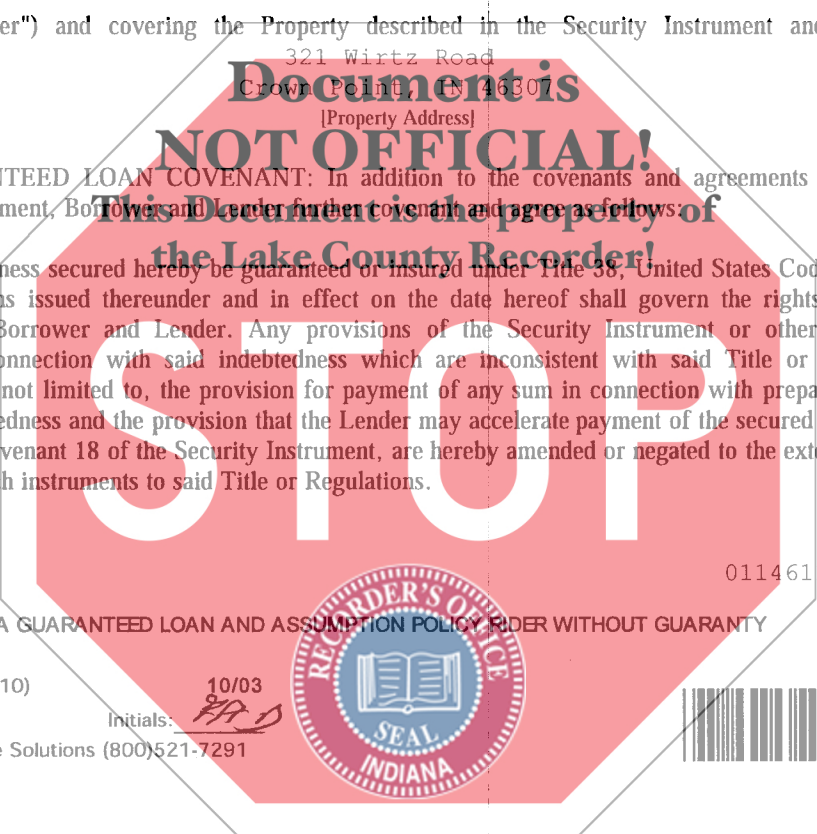 er") and covering the Property described in the Security Instrument and
321 Wirtz Road
Document is
Crown Point, IN 46307
[Property Address]
NOT OFFICIAL!
NTEED LOAN COVENANT: In addition to the covenants and agreements
ment, Borrower and Lender further covenant and agree as follows:
This Document is the property of
the Lake County Recorder!
ness secured hereby be guaranteed or insured under Title 38, United States Cod
ns issued thereunder and in effect on the date hereof shall govern the rights
Borrower and Lender. Any provisions of the Security Instrument or other
onnection with said indebtedness which are inconsistent with said Title or
not limited to, the provision for payment of any sum in connection with prepa
edness and the provision that the Lender may accelerate payment of the secured
venant 18 of the Security Instrument, are hereby amended or negated to the exte
h instruments to said Title or Regulations.
STOP
011461
A GUARANTEED LOAN AND ASSUMPTION POLICY RIDER WITHOUT GUARANTY
RECORDER'S OFFICE
10)
10/03
Initials:
SEAL
e Solutions (800)521-7291
INDIANA